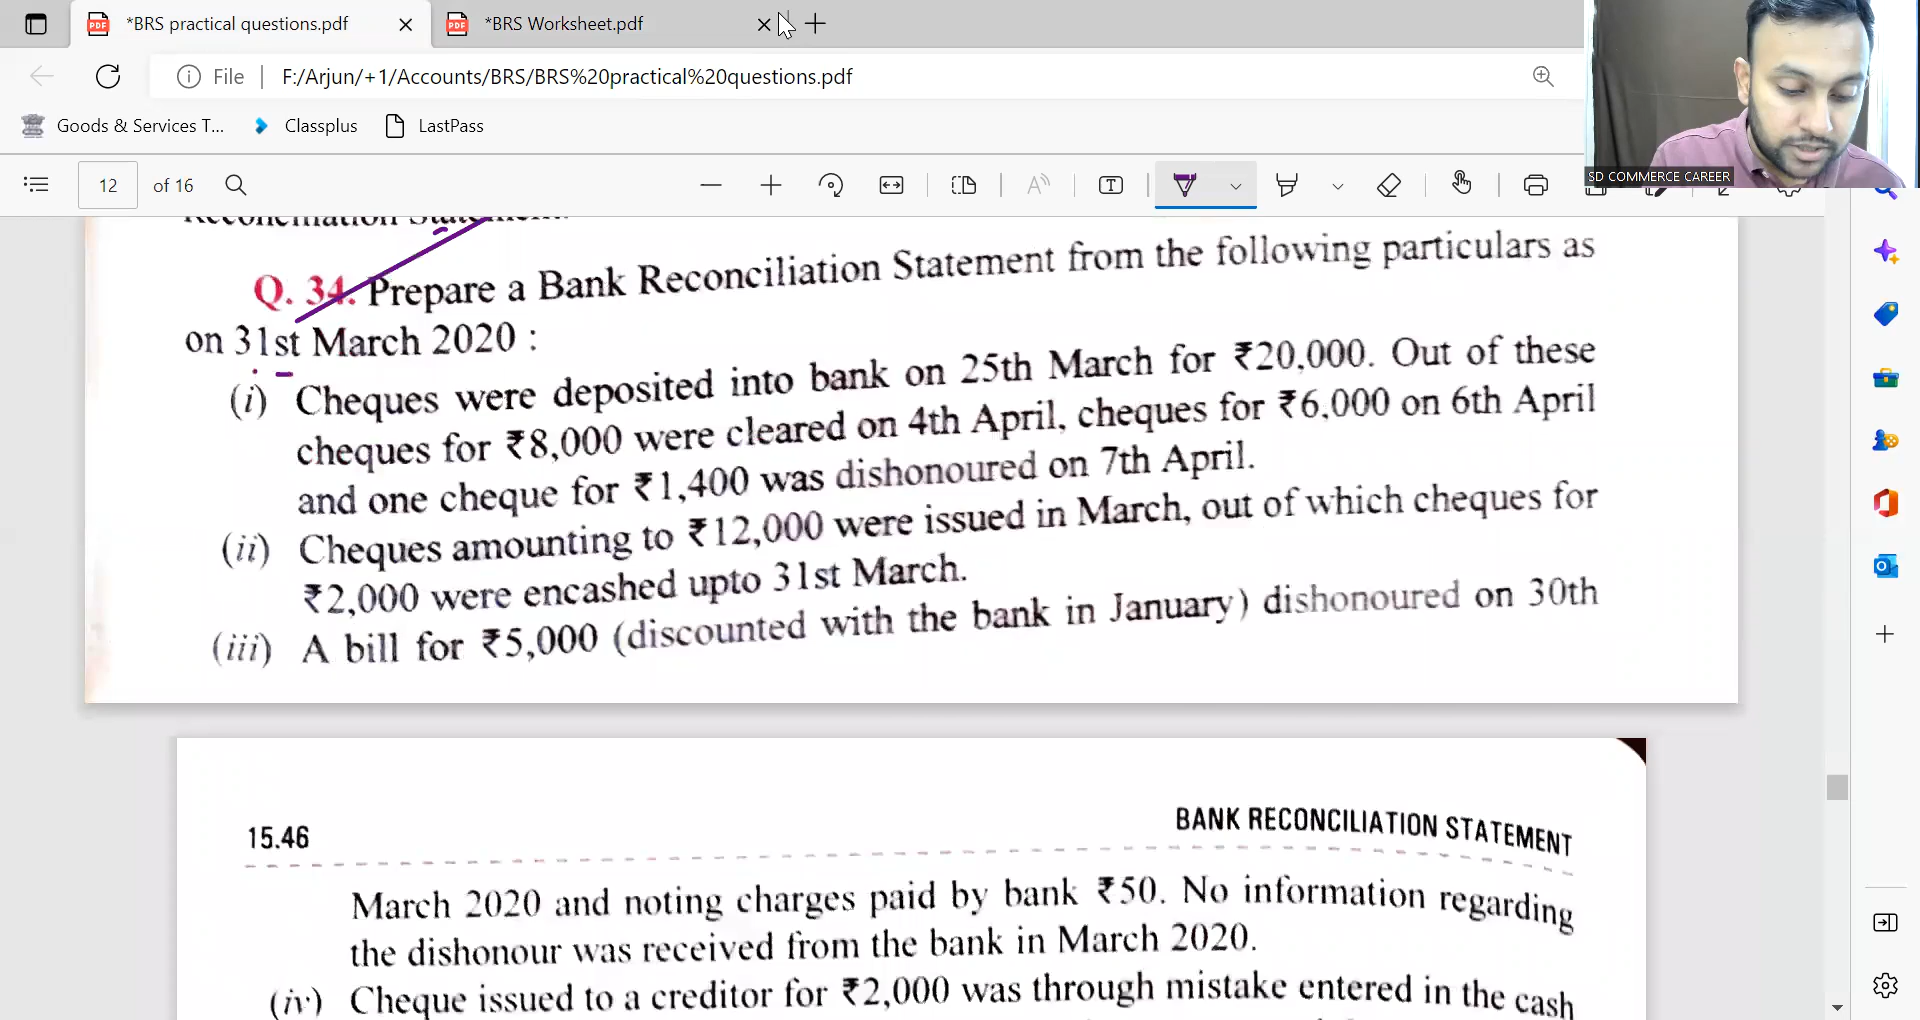 *BRS practical questions.pdf
*BRS Worksheet.pdf
File
F:/Arjun/+1/Accounts/BRS/BRS%20practical%20questions.pdf
Goods & Services T...
Classplus
LastPass
SD COMMERCE CAREER
12
of 16
Reconciliation Statement.
Q. 34. Prepare a Bank Reconciliation Statement from the following particulars as
on 31st March 2020 :
(i) Cheques were deposited into bank on 25th March for ₹20,000. Out of these
cheques for ₹8,000 were cleared on 4th April, cheques for ₹6,000 on 6th April
and one cheque for ₹1,400 was dishonoured on 7th April.
(ii) Cheques amounting to ₹12,000 were issued in March, out of which cheques for
₹2,000 were encashed upto 31st March.
(iii) A bill for ₹5,000 (discounted with the bank in January) dishonoured on 30th
15.46
BANK RECONCILIATION STATEMENT
March 2020 and noting charges paid by bank ₹50. No information regarding
the dishonour was received from the bank in March 2020.
(iv) Cheque issued to a creditor for ₹2,000 was through mistake entered in the cash